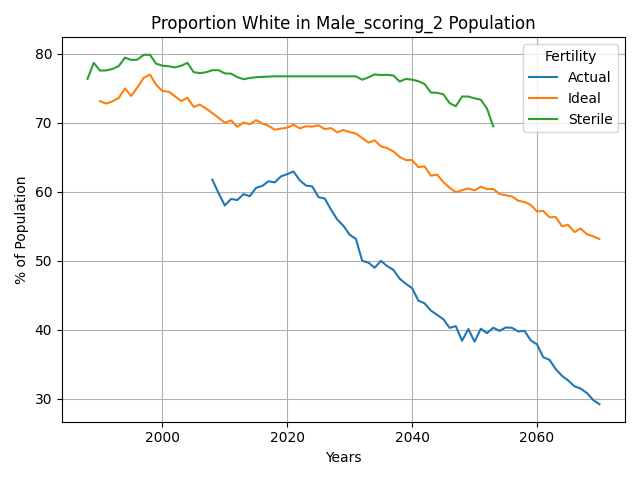 Proportion White in Male_scoring_2 Population
Fertility
Actual
Ideal
Sterile
% of Population
80
70
60
50
40
30
2000
2020
2040
2060
Years